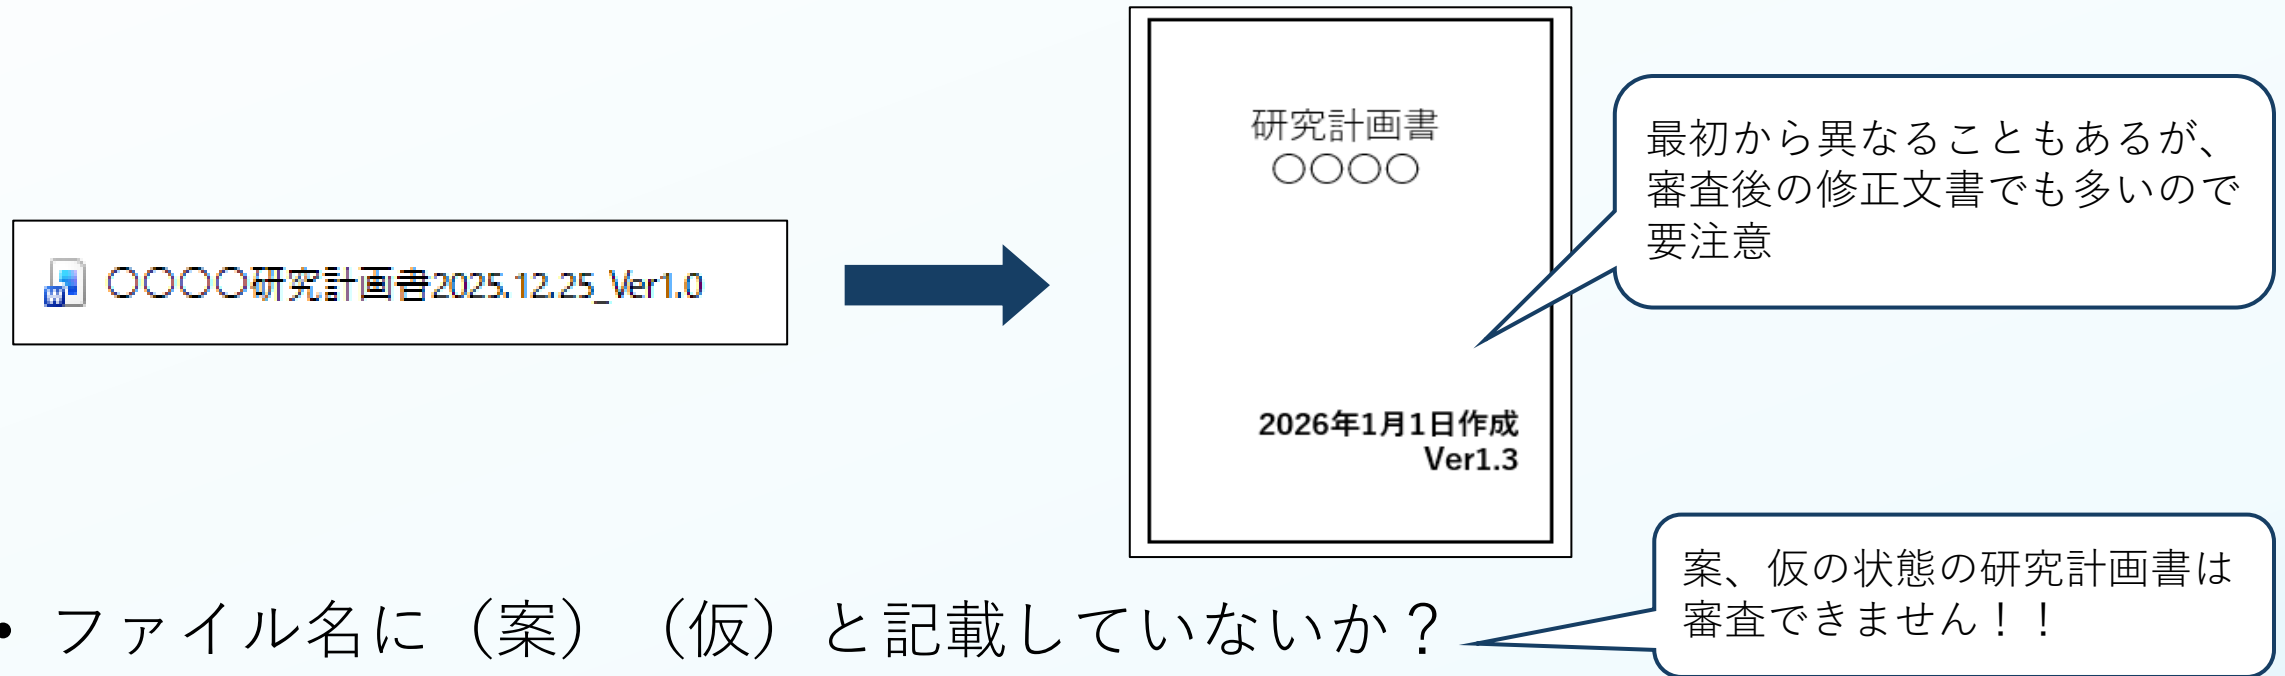 ○○○○研究計画書2025.12.25_Ver1.0
研究計画書
○○○○
2026年1月1日作成
Ver1.3
最初から異なることもあるが、
審査後の修正文書でも多いので
要注意
• ファイル名に（案）（仮）と記載していないか？
案、仮の状態の研究計画書は
審査できません！！